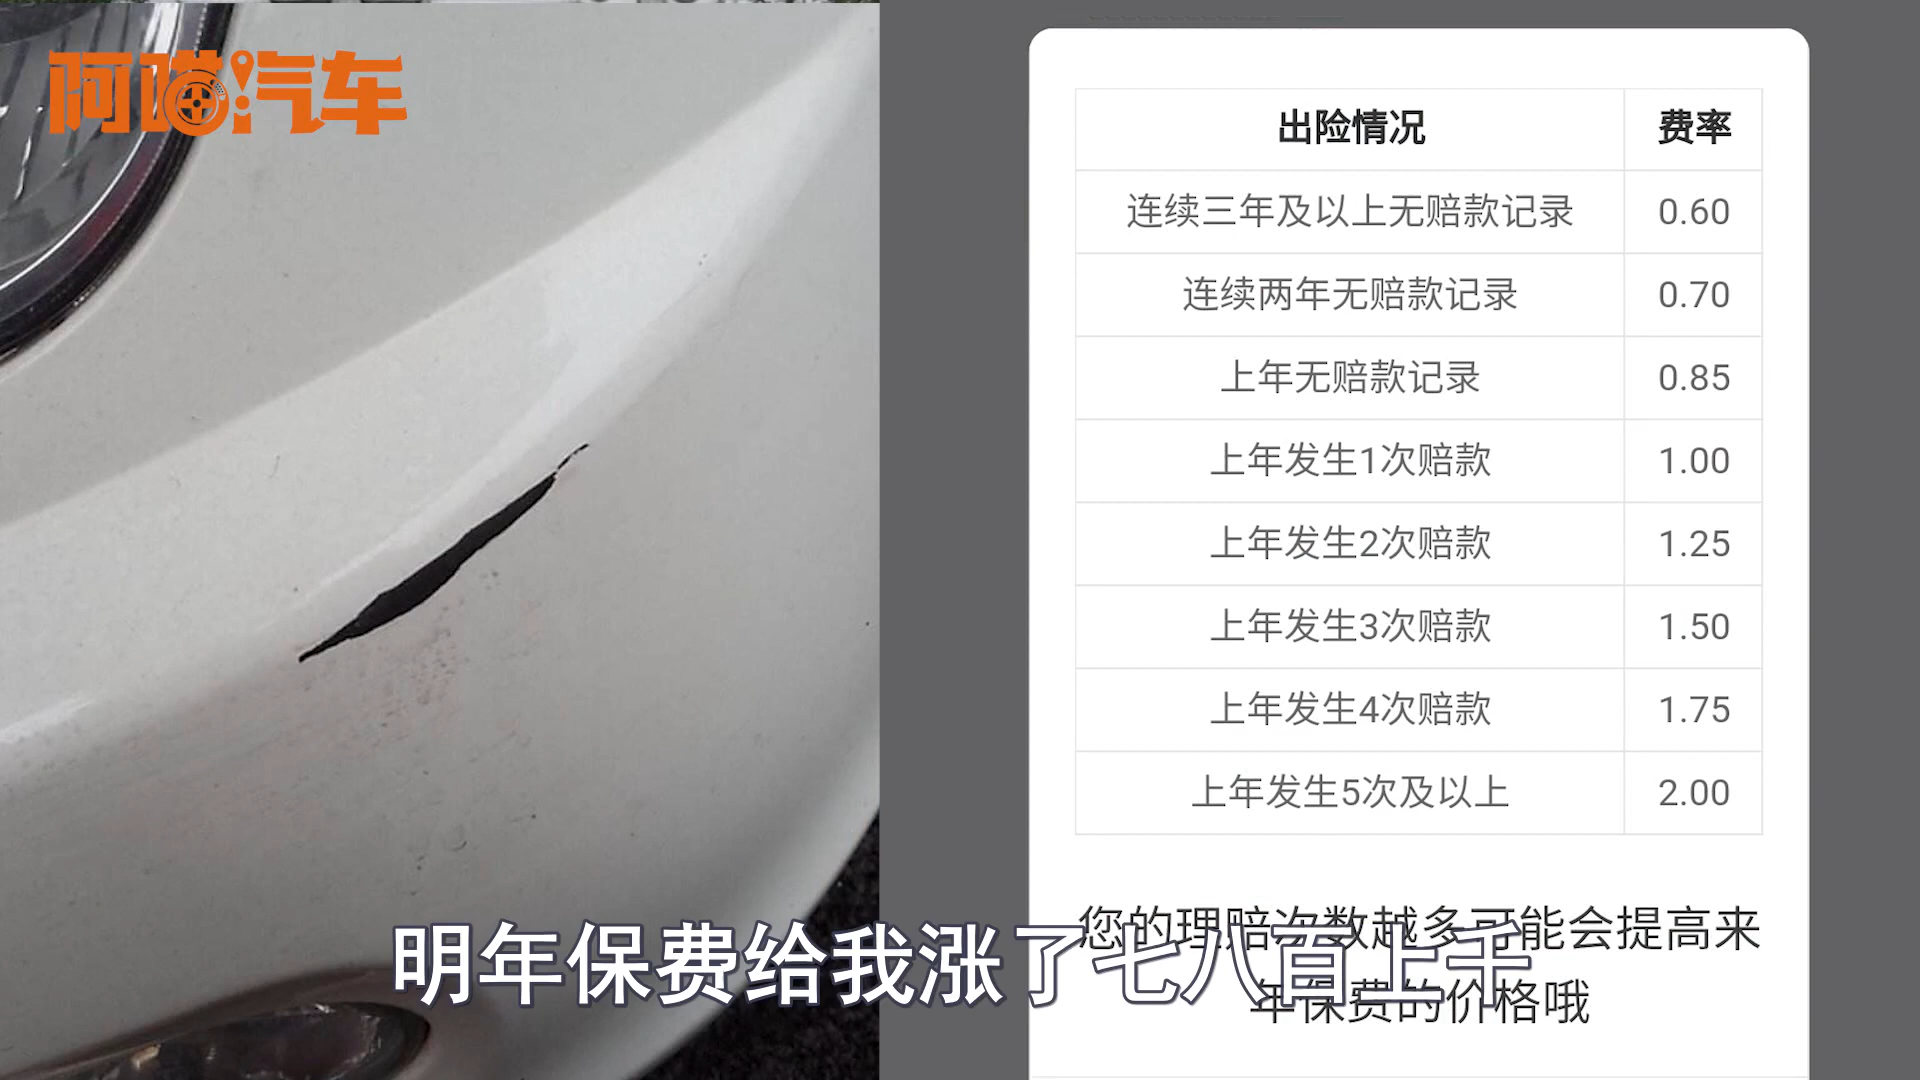 阿喵汽车
出险情况 费率
连续三年及以上无赔款记录 0.60
连续两年无赔款记录 0.70
上年无赔款记录 0.85
上年发生1次赔款 1.00
上年发生2次赔款 1.25
上年发生3次赔款 1.50
上年发生4次赔款 1.75
上年发生5次及以上 2.00
您的理赔次数越多可能会提高来
年保费的价格哦
明年保费给我涨了七八百上千